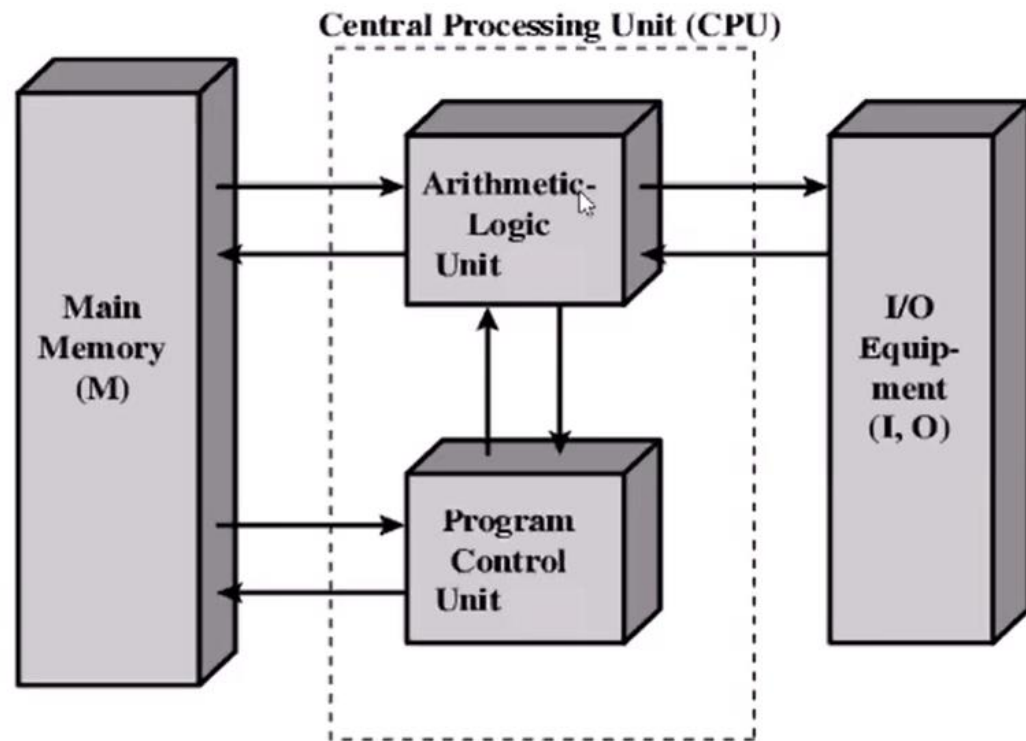 Central Processing Unit (CPU)
Arithmetic-
Logic
Unit
Main
Memory
(M)
I/O
Equip-
ment
(I, O)
Program
Control
Unit